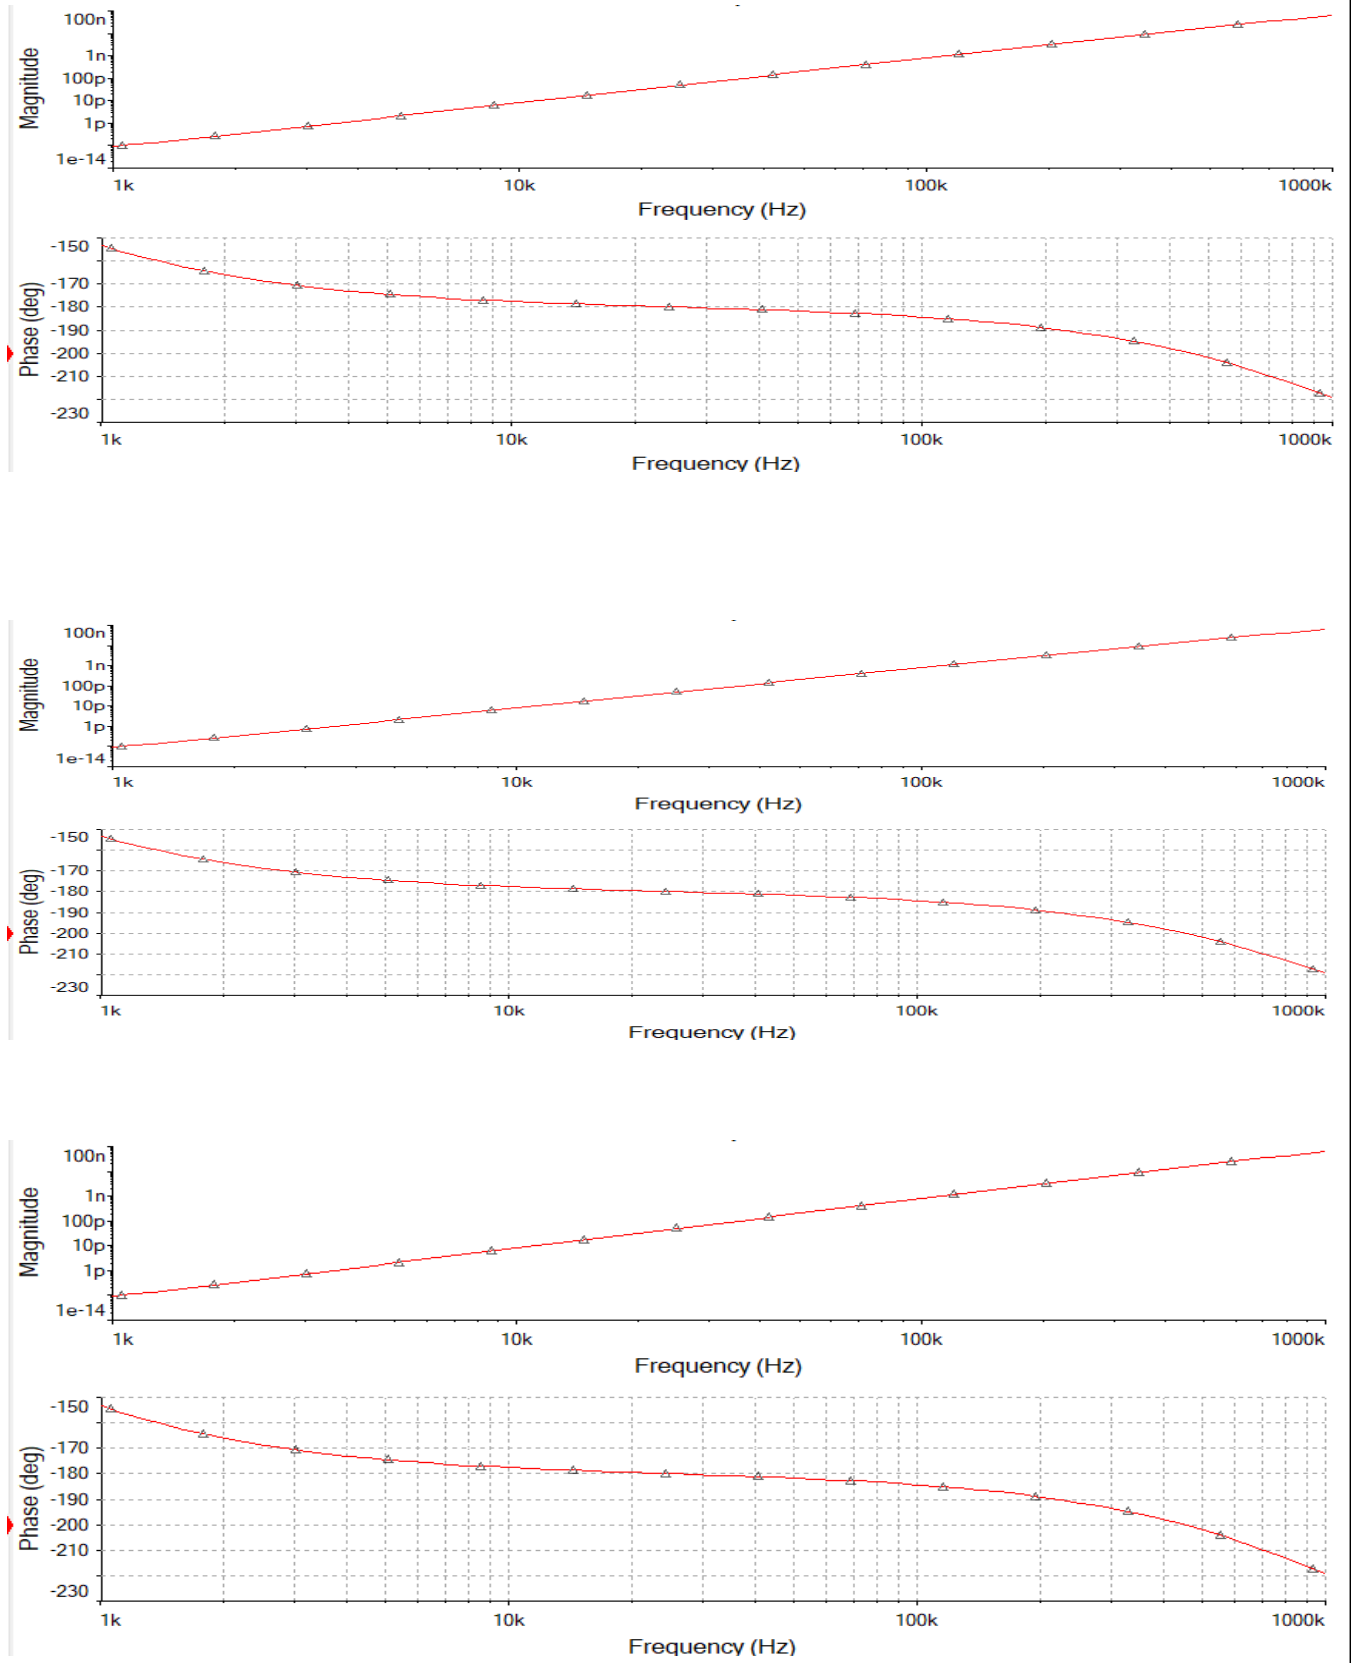 100n
1n
100p
10p
1p
1e-14
Magnitude
1k 10k 100k 1000k
Frequency (Hz)
-150
-170
-180
-190
-200
-210
-230
Phase (deg)
1k 10k 100k 1000k
Frequency (Hz)
100n
1n
100p
10p
1p
1e-14
Magnitude
1k 10k 100k 1000k
Frequency (Hz)
-150
-170
-180
-190
-200
-210
-230
Phase (deg)
1k 10k 100k 1000k
Frequency (Hz)
100n
1n
100p
10p
1p
1e-14
Magnitude
1k 10k 100k 1000k
Frequency (Hz)
-150
-170
-180
-190
-200
-210
-230
Phase (deg)
1k 10k 100k 1000k
Frequency (Hz)